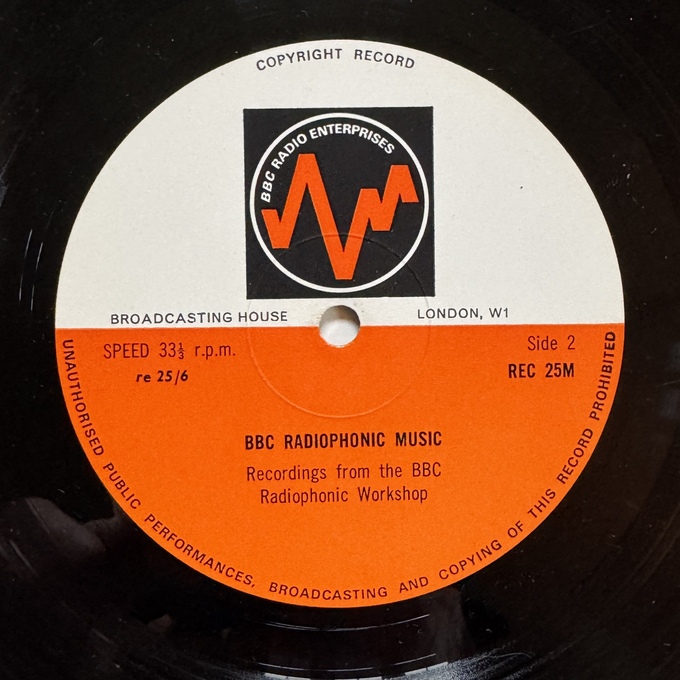 COPYRIGHT RECORD
BBC RADIO ENTERPRISES
BROADCASTING HOUSE LONDON, W1
SPEED 33⅓ r.p.m. Side 2
re 25/6 REC 25M
BBC RADIOPHONIC MUSIC
Recordings from the BBC
Radiophonic Workshop
UNAUTHORISED PUBLIC PERFORMANCES, BROADCASTING AND COPYING OF THIS RECORD PROHIBITED